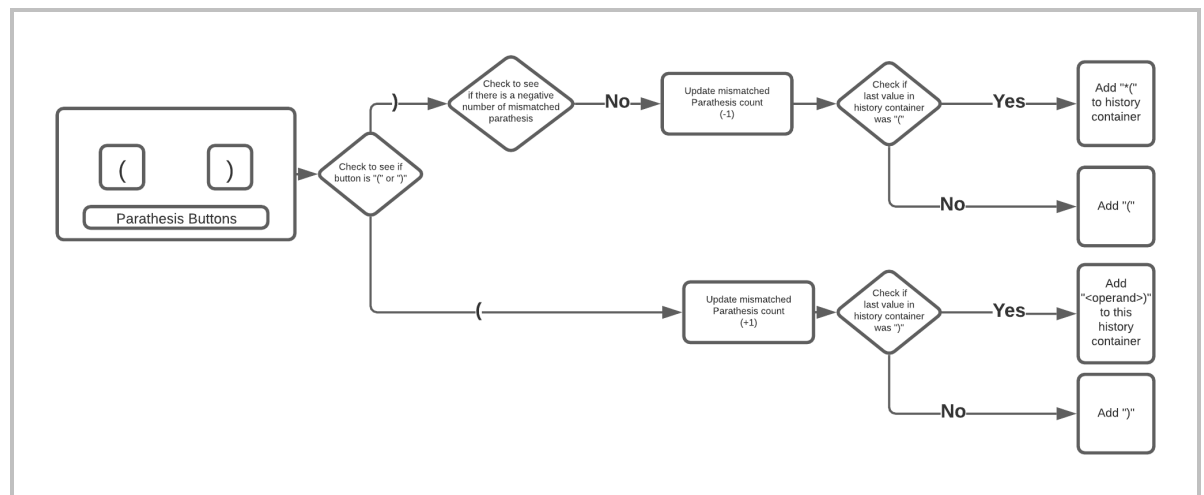 (
)
Parathesis Buttons
Check to see if
button is "(" or ")"
)
Check to see
if there is a negative
number of mismatched
parathesis
No
Update mismatched
Parathesis count
(-1)
Check if
last value in
history container
was "("
Yes
Add "*("
to history
container
No
Add "("
(
Update mismatched
Parathesis count
(+1)
Check if
last value in
history container
was ")"
Yes
Add
"<operand>)"
to this
history
container
No
Add ")"